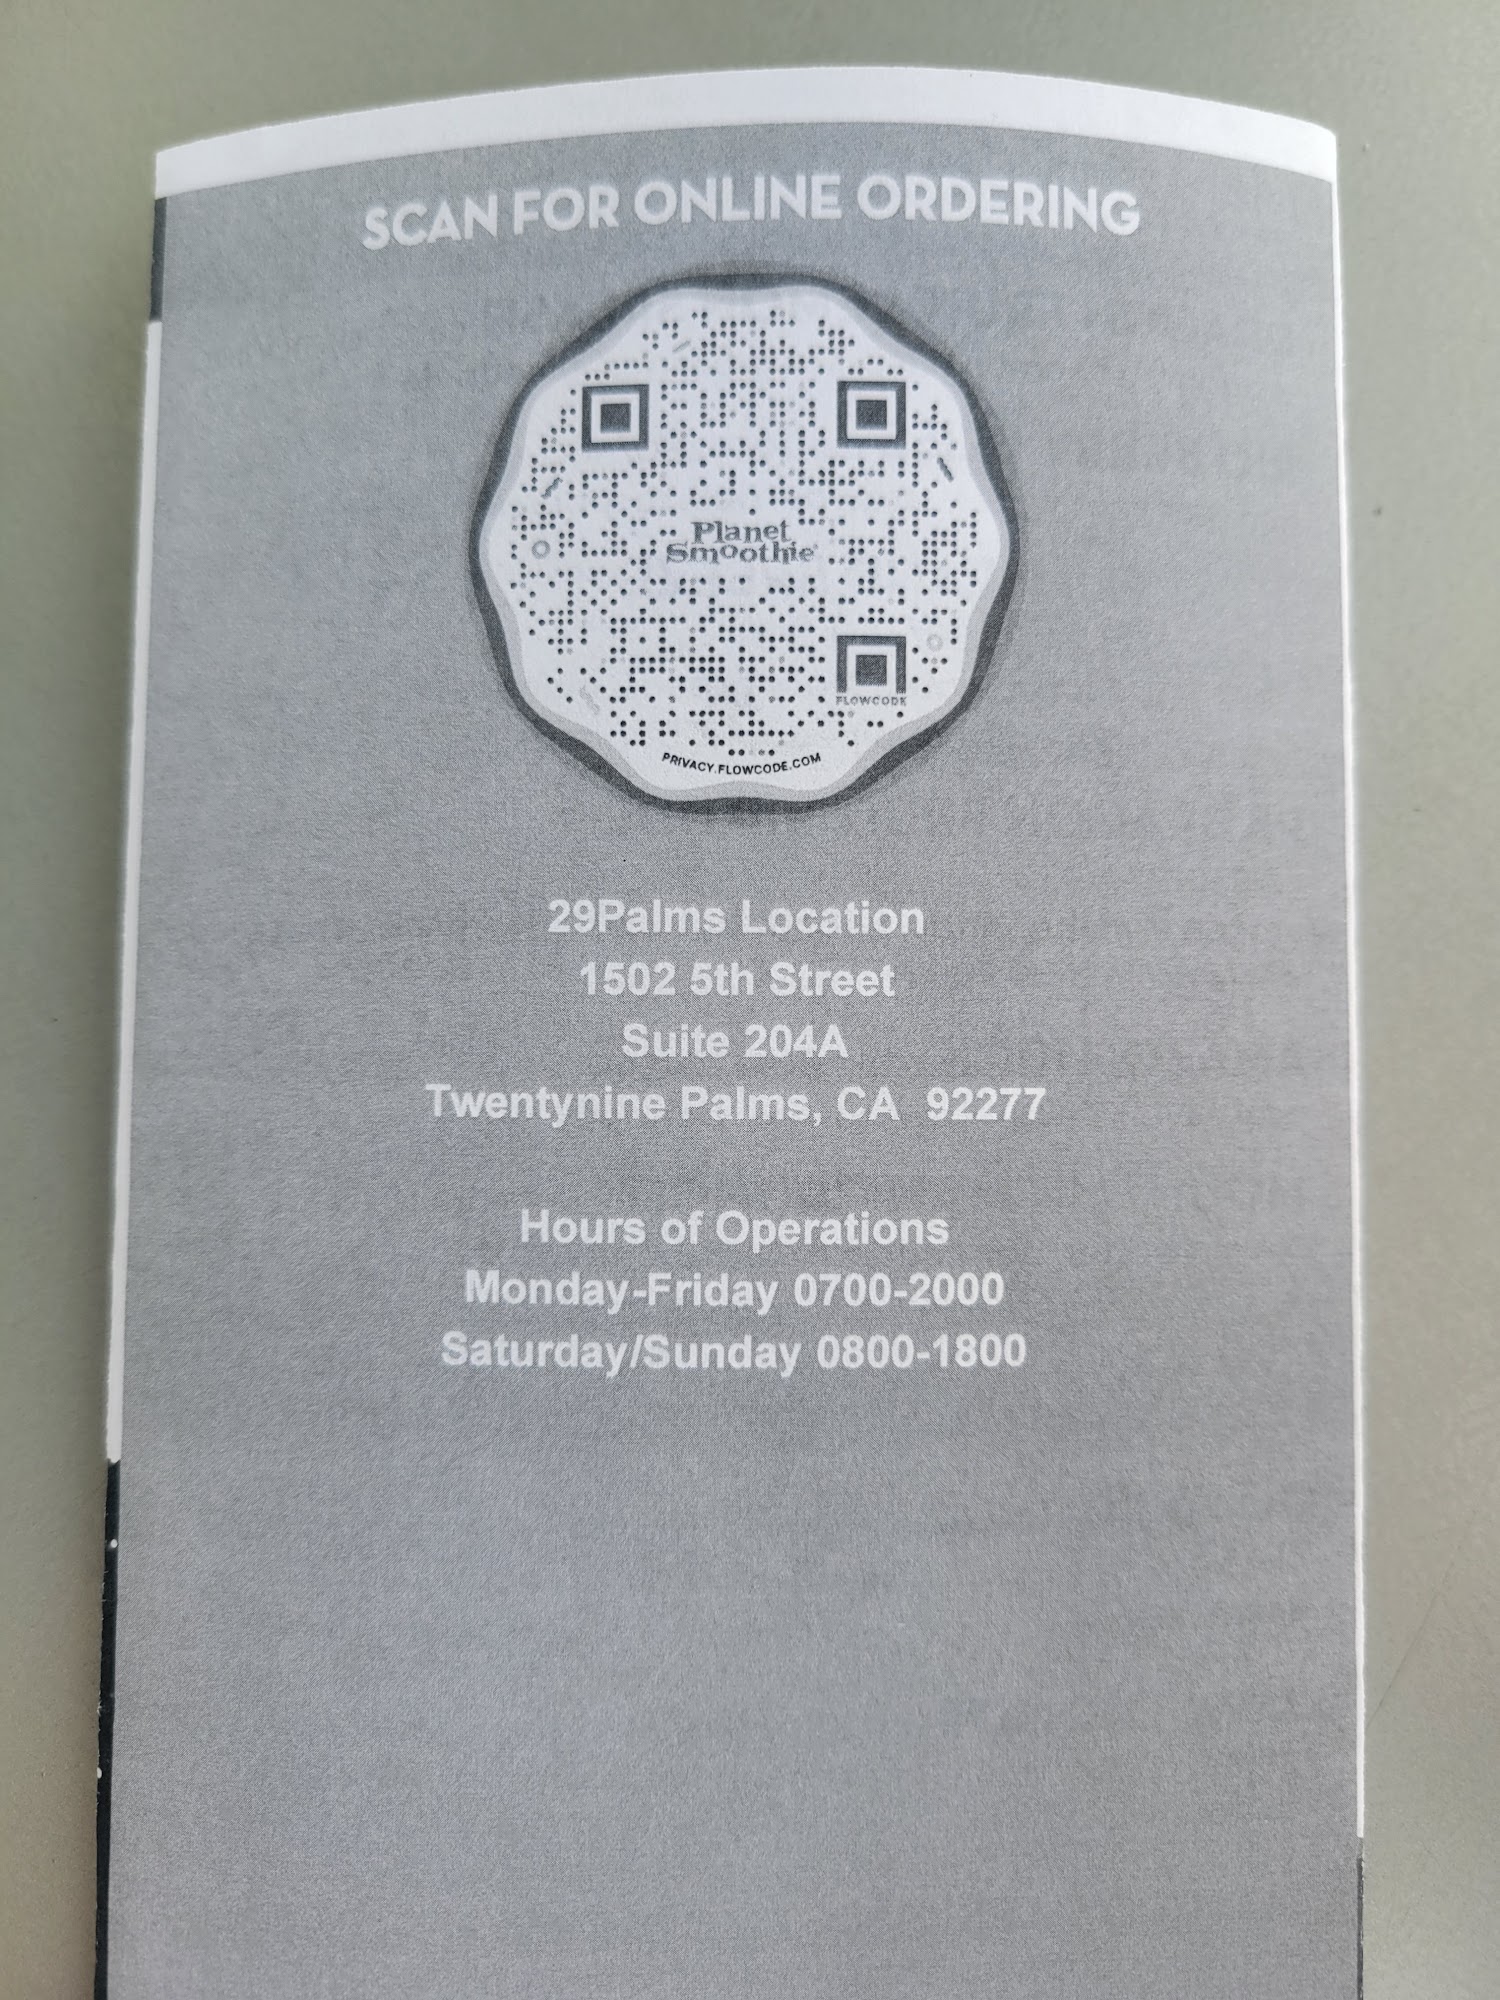 SCAN FOR ONLINE ORDERING
Planet
Smoothie
FLOWCODE
PRIVACY.FLOWCODE.COM
29Palms Location
1502 5th Street
Suite 204A
Twentynine Palms, CA  92277
Hours of Operations
Monday-Friday 0700-2000
Saturday/Sunday 0800-1800